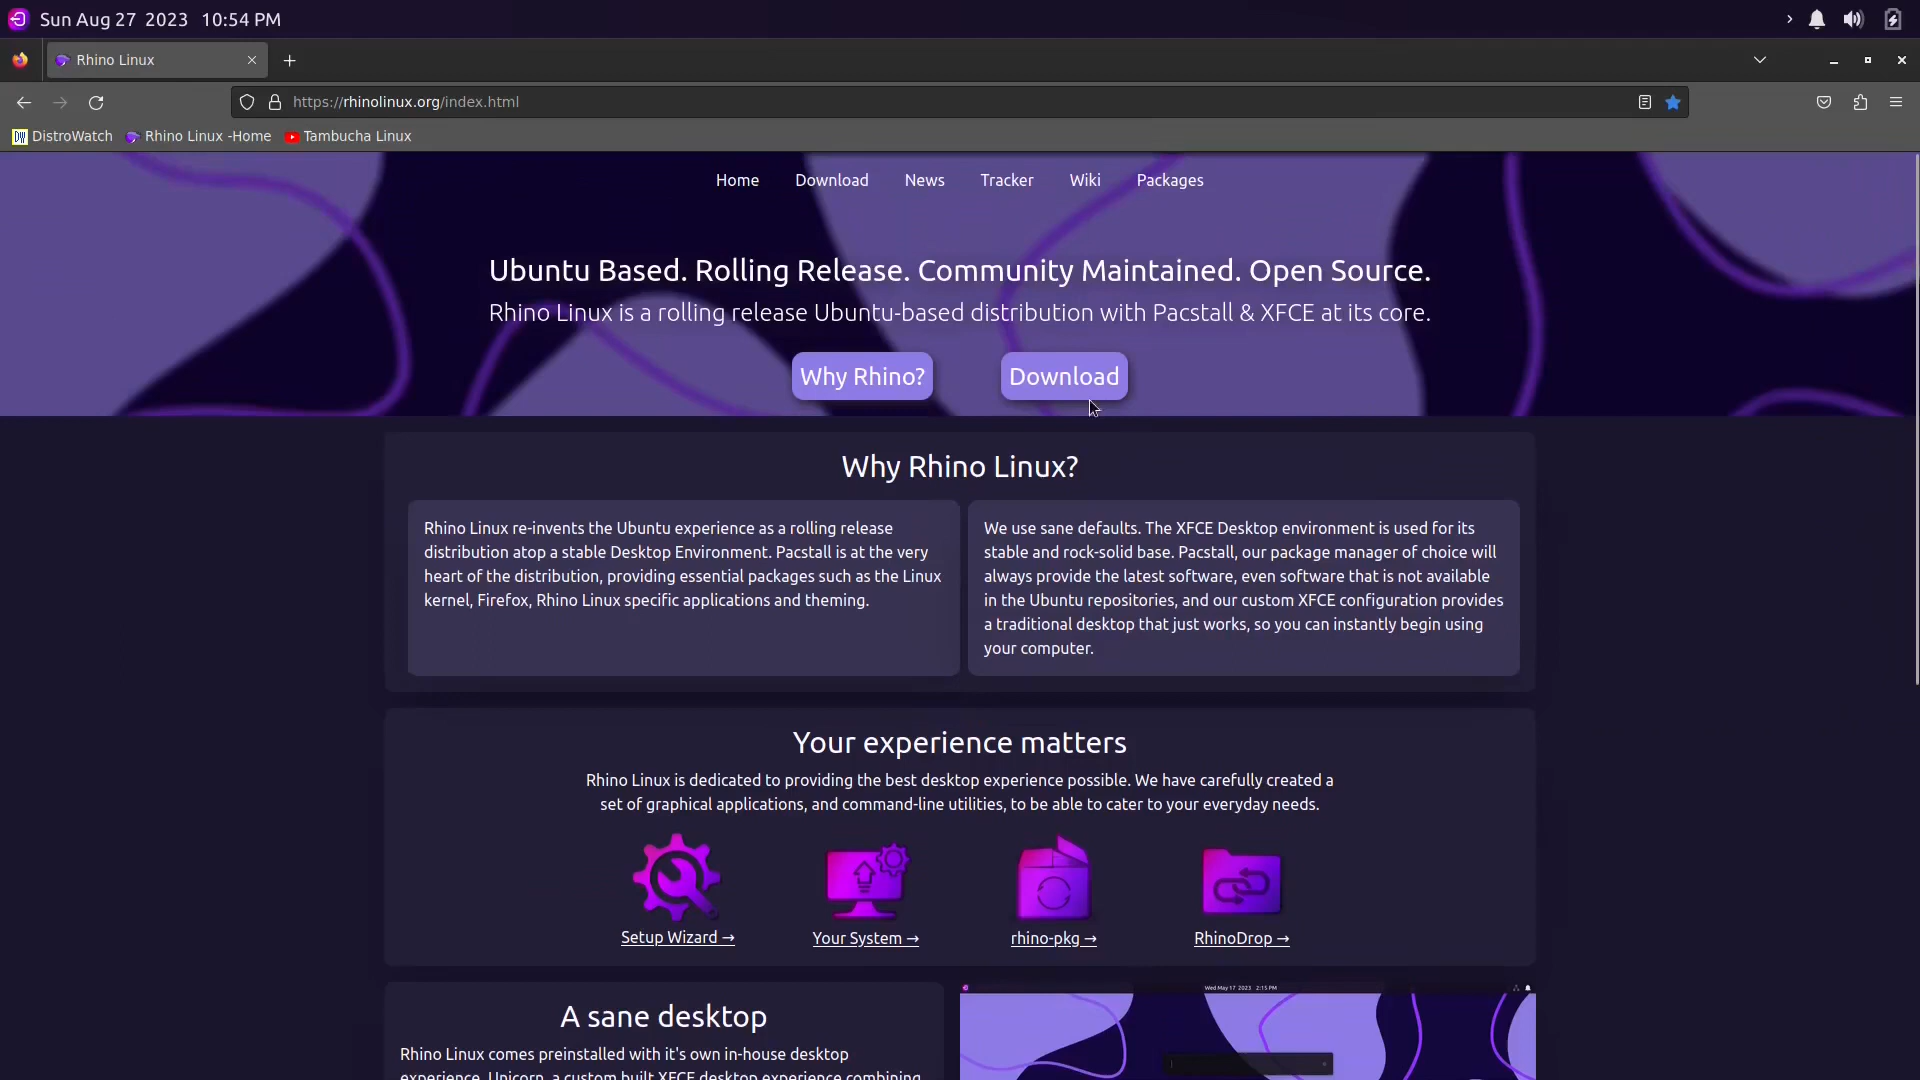 Sun Aug 27 2023 10:54 PM
Rhino Linux
https://rhinolinux.org/index.html
DistroWatch Rhino Linux -Home Tambucha Linux
Home Download News Tracker Wiki Packages
Ubuntu Based. Rolling Release. Community Maintained. Open Source.
Rhino Linux is a rolling release Ubuntu-based distribution with Pacstall & XFCE at its core.
Why Rhino? Download
Why Rhino Linux?
Rhino Linux re-invents the Ubuntu experience as a rolling release
distribution atop a stable Desktop Environment. Pacstall is at the very
heart of the distribution, providing essential packages such as the Linux
kernel, Firefox, Rhino Linux specific applications and theming.
We use sane defaults. The XFCE Desktop environment is used for its
stable and rock-solid base. Pacstall, our package manager of choice will
always provide the latest software, even software that is not available
in the Ubuntu repositories, and our custom XFCE configuration provides
a traditional desktop that just works, so you can instantly begin using
your computer.
Your experience matters
Rhino Linux is dedicated to providing the best desktop experience possible. We have carefully created a
set of graphical applications, and command-line utilities, to be able to cater to your everyday needs.
Setup Wizard → Your System → rhino-pkg → RhinoDrop →
A sane desktop
Rhino Linux comes preinstalled with it's own in-house desktop
experience, Unicorn, a custom built XFCE desktop experience combining
Wed May 17 2023 2:15 PM